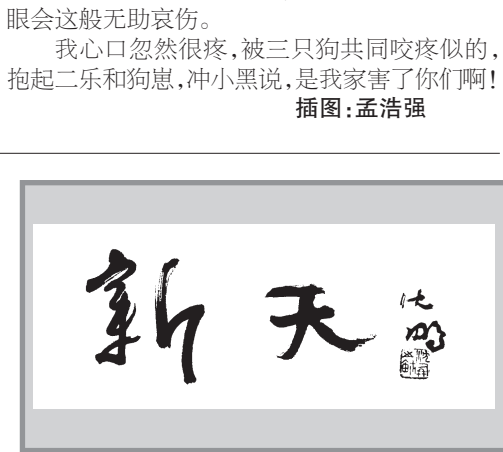 眼会这般无助哀伤。
我心口忽然很疼，被三只狗共同咬疼似的，
抱起二乐和狗崽，冲小黑说，是我家害了你们啊！
插图：孟浩强
新天
沈鹏